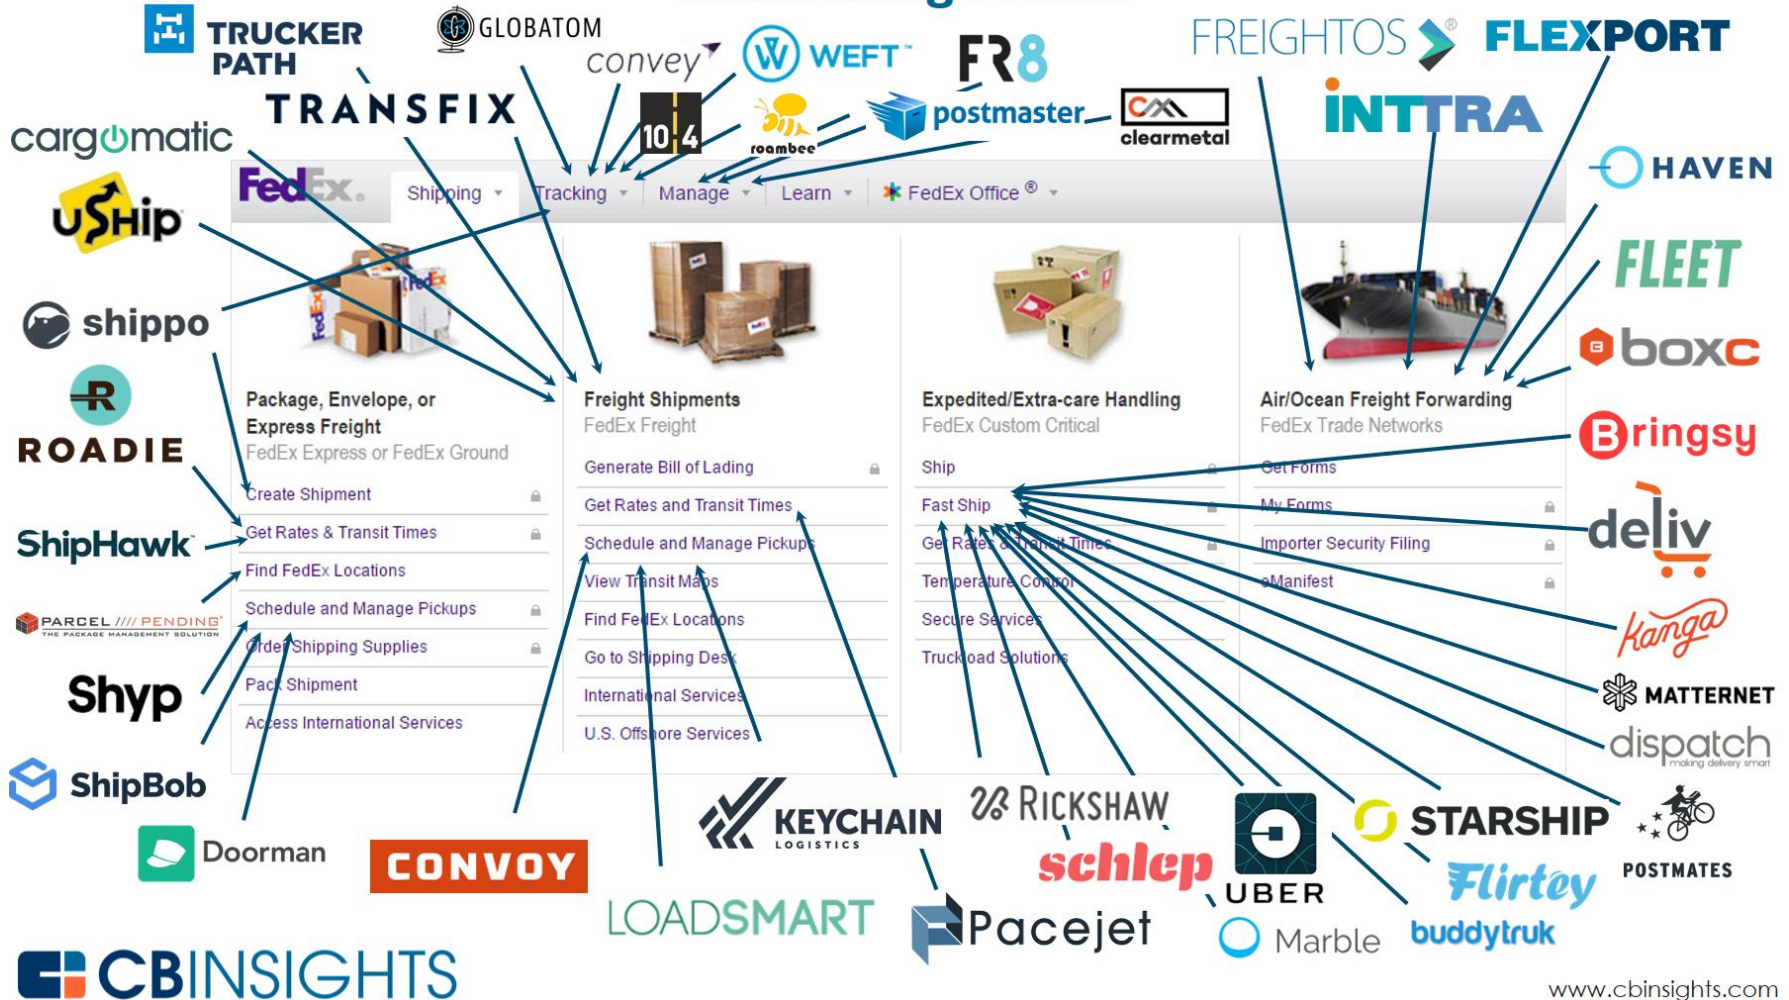 TRUCKER
PATH
GLOBATOM
convey
WEFT™
FR8
FREIGHTOS®
FLEXPORT
TRANSFIX
10 4
roambee
postmaster
clearmetal
INTTRA
cargomatic
HAVEN
uShip
FedEx®
Shipping
Tracking
Manage
Learn
FedEx Office ®
FLEET
shippo
boxc
ROADIE
Bringsy
Package, Envelope, or
Express Freight
FedEx Express or FedEx Ground
Create Shipment
Get Rates & Transit Times
Find FedEx Locations
Schedule and Manage Pickups
Order Shipping Supplies
Pack Shipment
Access International Services
Freight Shipments
FedEx Freight
Generate Bill of Lading
Get Rates and Transit Times
Schedule and Manage Pickups
View Transit Maps
Find FedEx Locations
Go to Shipping Desk
International Services
U.S. Offshore Services
Expedited/Extra-care Handling
FedEx Custom Critical
Ship
Fast Ship
Get Rates & Transit Times
Temperature Control
Secure Services
Truckload Solutions
Air/Ocean Freight Forwarding
FedEx Trade Networks
Get Forms
My Forms
Importer Security Filing
eManifest
ShipHawk
deliv
PARCEL //// PENDING
THE PACKAGE MANAGEMENT SOLUTION
kanga
Shyp
MATTERNET
dispatch
making delivery smart
ShipBob
KEYCHAIN
LOGISTICS
RICKSHAW
STARSHIP
Doorman
CONVOY
schlep
UBER
Flirtey
POSTMATES
LOADSMART
Pacejet
Marble
buddytruk
CBINSIGHTS
www.cbinsights.com